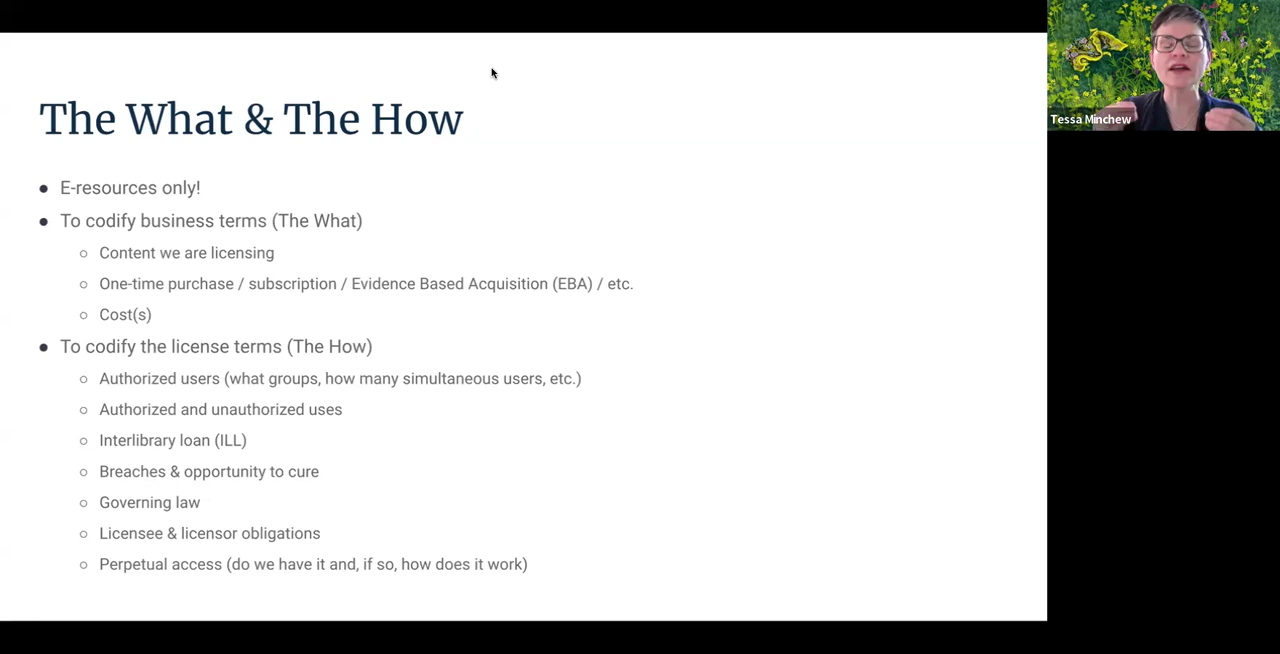 The What & The How
● E-resources only!
● To codify business terms (The What)
○ Content we are licensing
○ One-time purchase / subscription / Evidence Based Acquisition (EBA) / etc.
○ Cost(s)
● To codify the license terms (The How)
○ Authorized users (what groups, how many simultaneous users, etc.)
○ Authorized and unauthorized uses
○ Interlibrary loan (ILL)
○ Breaches & opportunity to cure
○ Governing law
○ Licensee & licensor obligations
○ Perpetual access (do we have it and, if so, how does it work)
Tessa Minchew